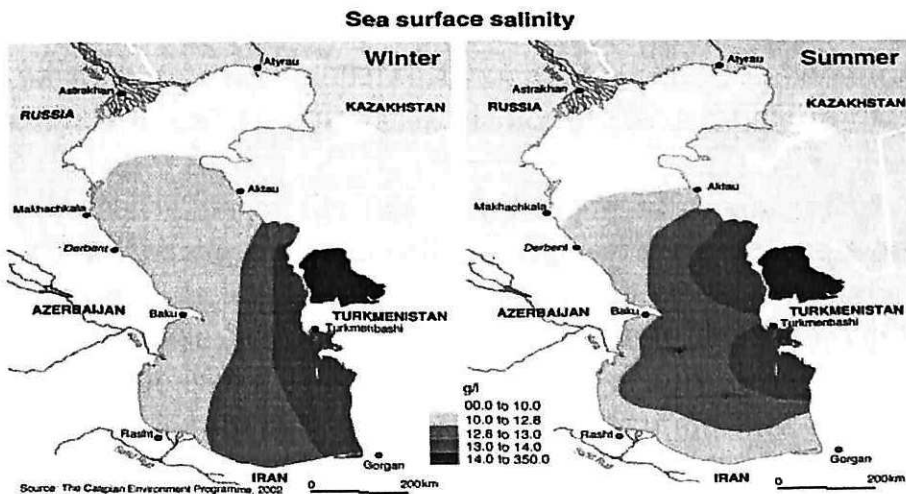 Sea surface salinity
Winter
Atyrau
Astrakhan
RUSSIA
KAZAKHSTAN
Aktau
Makhachkala
Derbent
AZERBAIJAN
Baku
TURKMENISTAN
Turkmenbashi
Kura
Rasht
Gorgan
IRAN
Source: The Caspian Environment Programme, 2002
0 200km
Summer
Atyrau
Astrakhan
RUSSIA
KAZAKHSTAN
Aktau
Makhachkala
Derbent
AZERBAIJAN
Baku
TURKMENISTAN
Turkmenbashi
Kura
Rasht
Gorgan
IRAN
0 200km
g/l
00.0 to 10.0
10.0 to 12.8
12.8 to 13.0
13.0 to 14.0
14.0 to 350.0